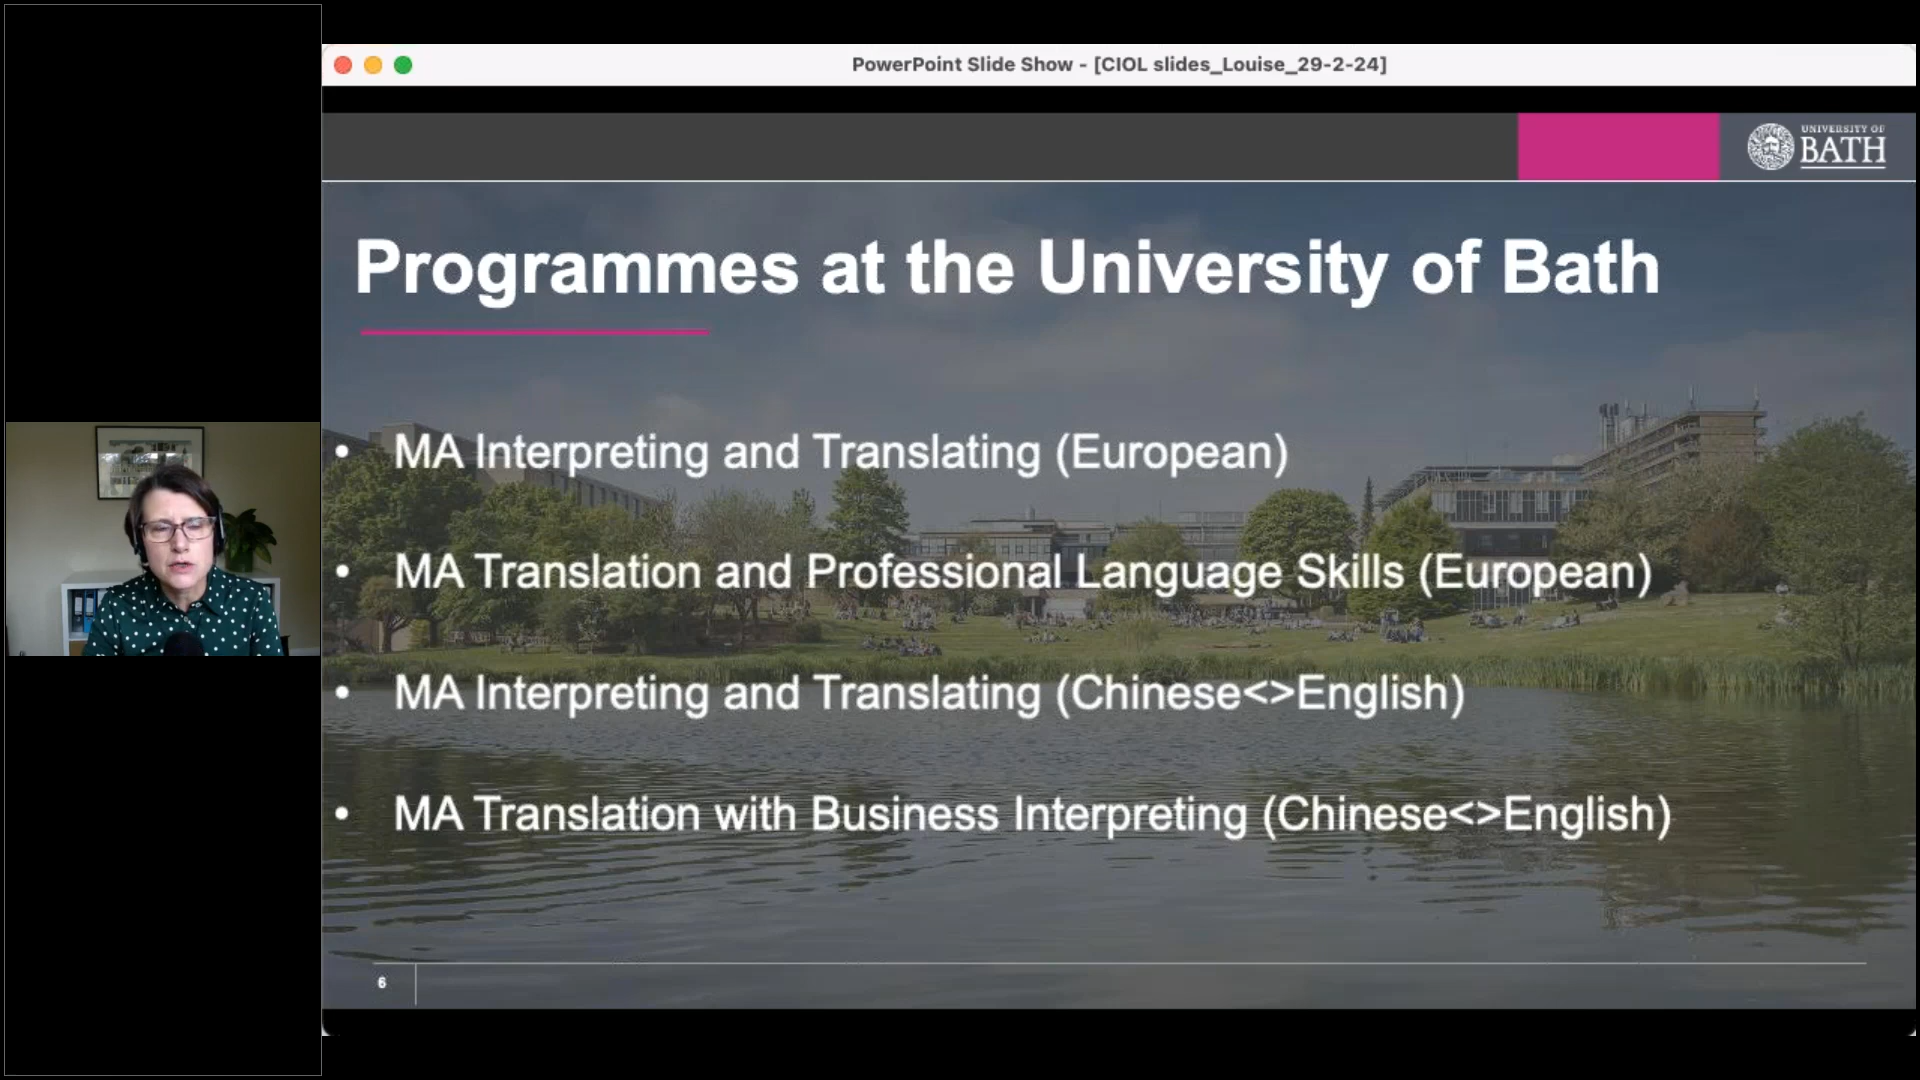 PowerPoint Slide Show - [CIOL slides_Louise_29-2-24]
UNIVERSITY OF
BATH
Programmes at the University of Bath
• MA Interpreting and Translating (European)
• MA Translation and Professional Language Skills (European)
• MA Interpreting and Translating (Chinese<>English)
• MA Translation with Business Interpreting (Chinese<>English)
6